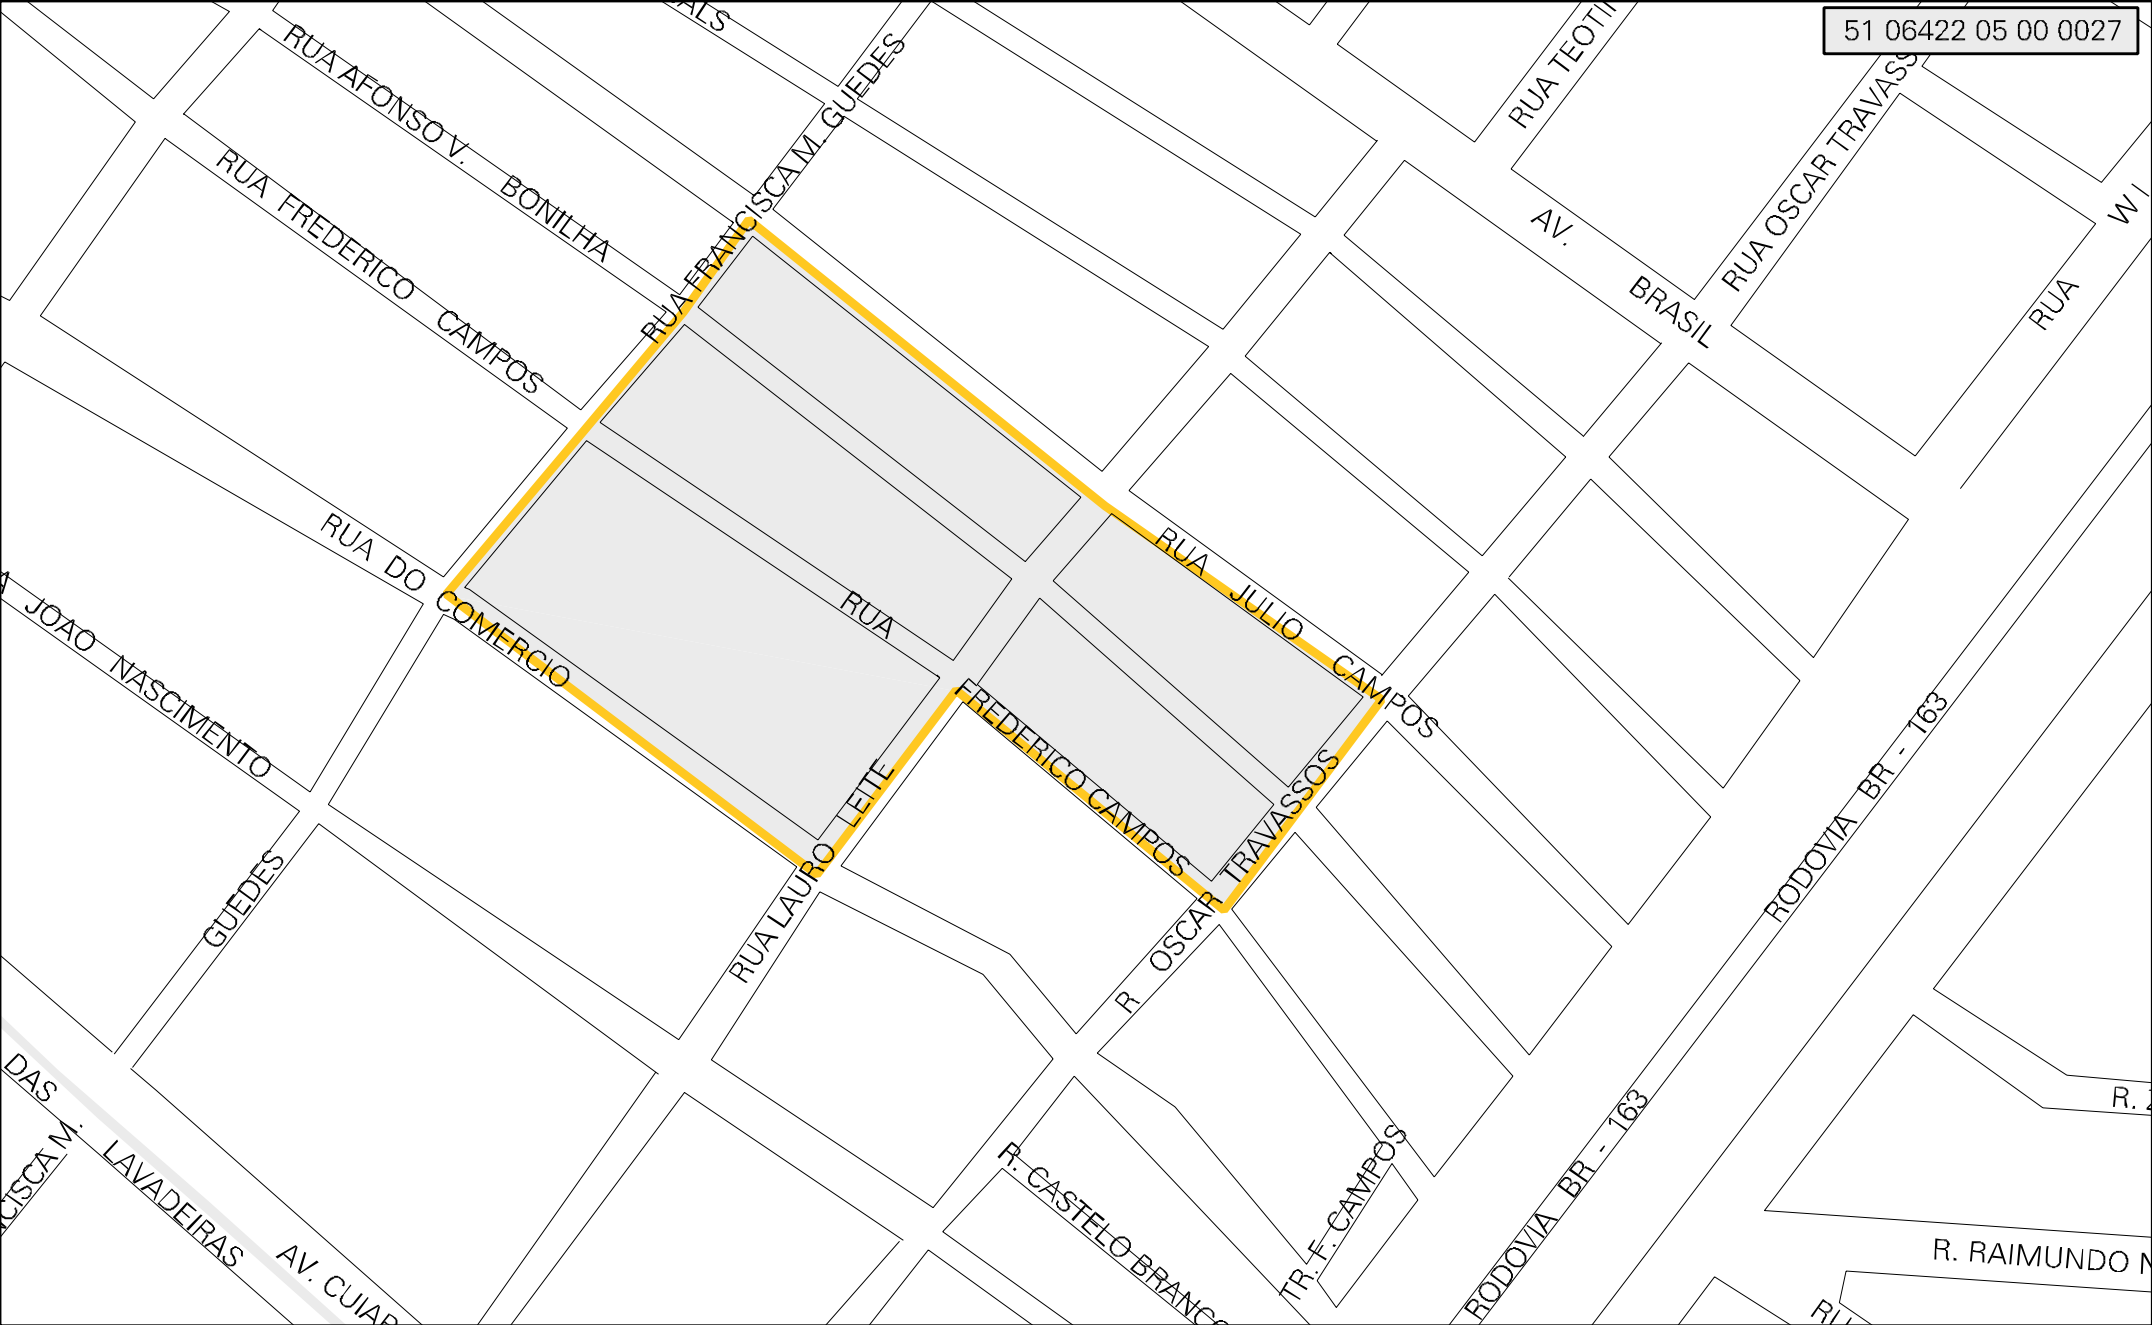 51 06422 05 00 0027
RUA AFONSO V. BONILHA
RUA FRANCISCA M. GUEDES
RUA OSCAR TRAVASS
RUA FREDERICO CAMPOS
AV. BRASIL
RUA
RUA DO COMERCIO
RUA JULIO CAMPOS
JOAO NASCIMENTO
RUA FREDERICO CAMPOS
RUA LAURO LEITE
R OSCAR TRAVASSOS
GUEDES
RODOVIA BR - 163
RODOVIA BR - 163
DAS LAVADEIRAS
AV. CUIAB
R. CASTELO BRANCO
TR. F. CAMPOS
R. RAIMUNDO N